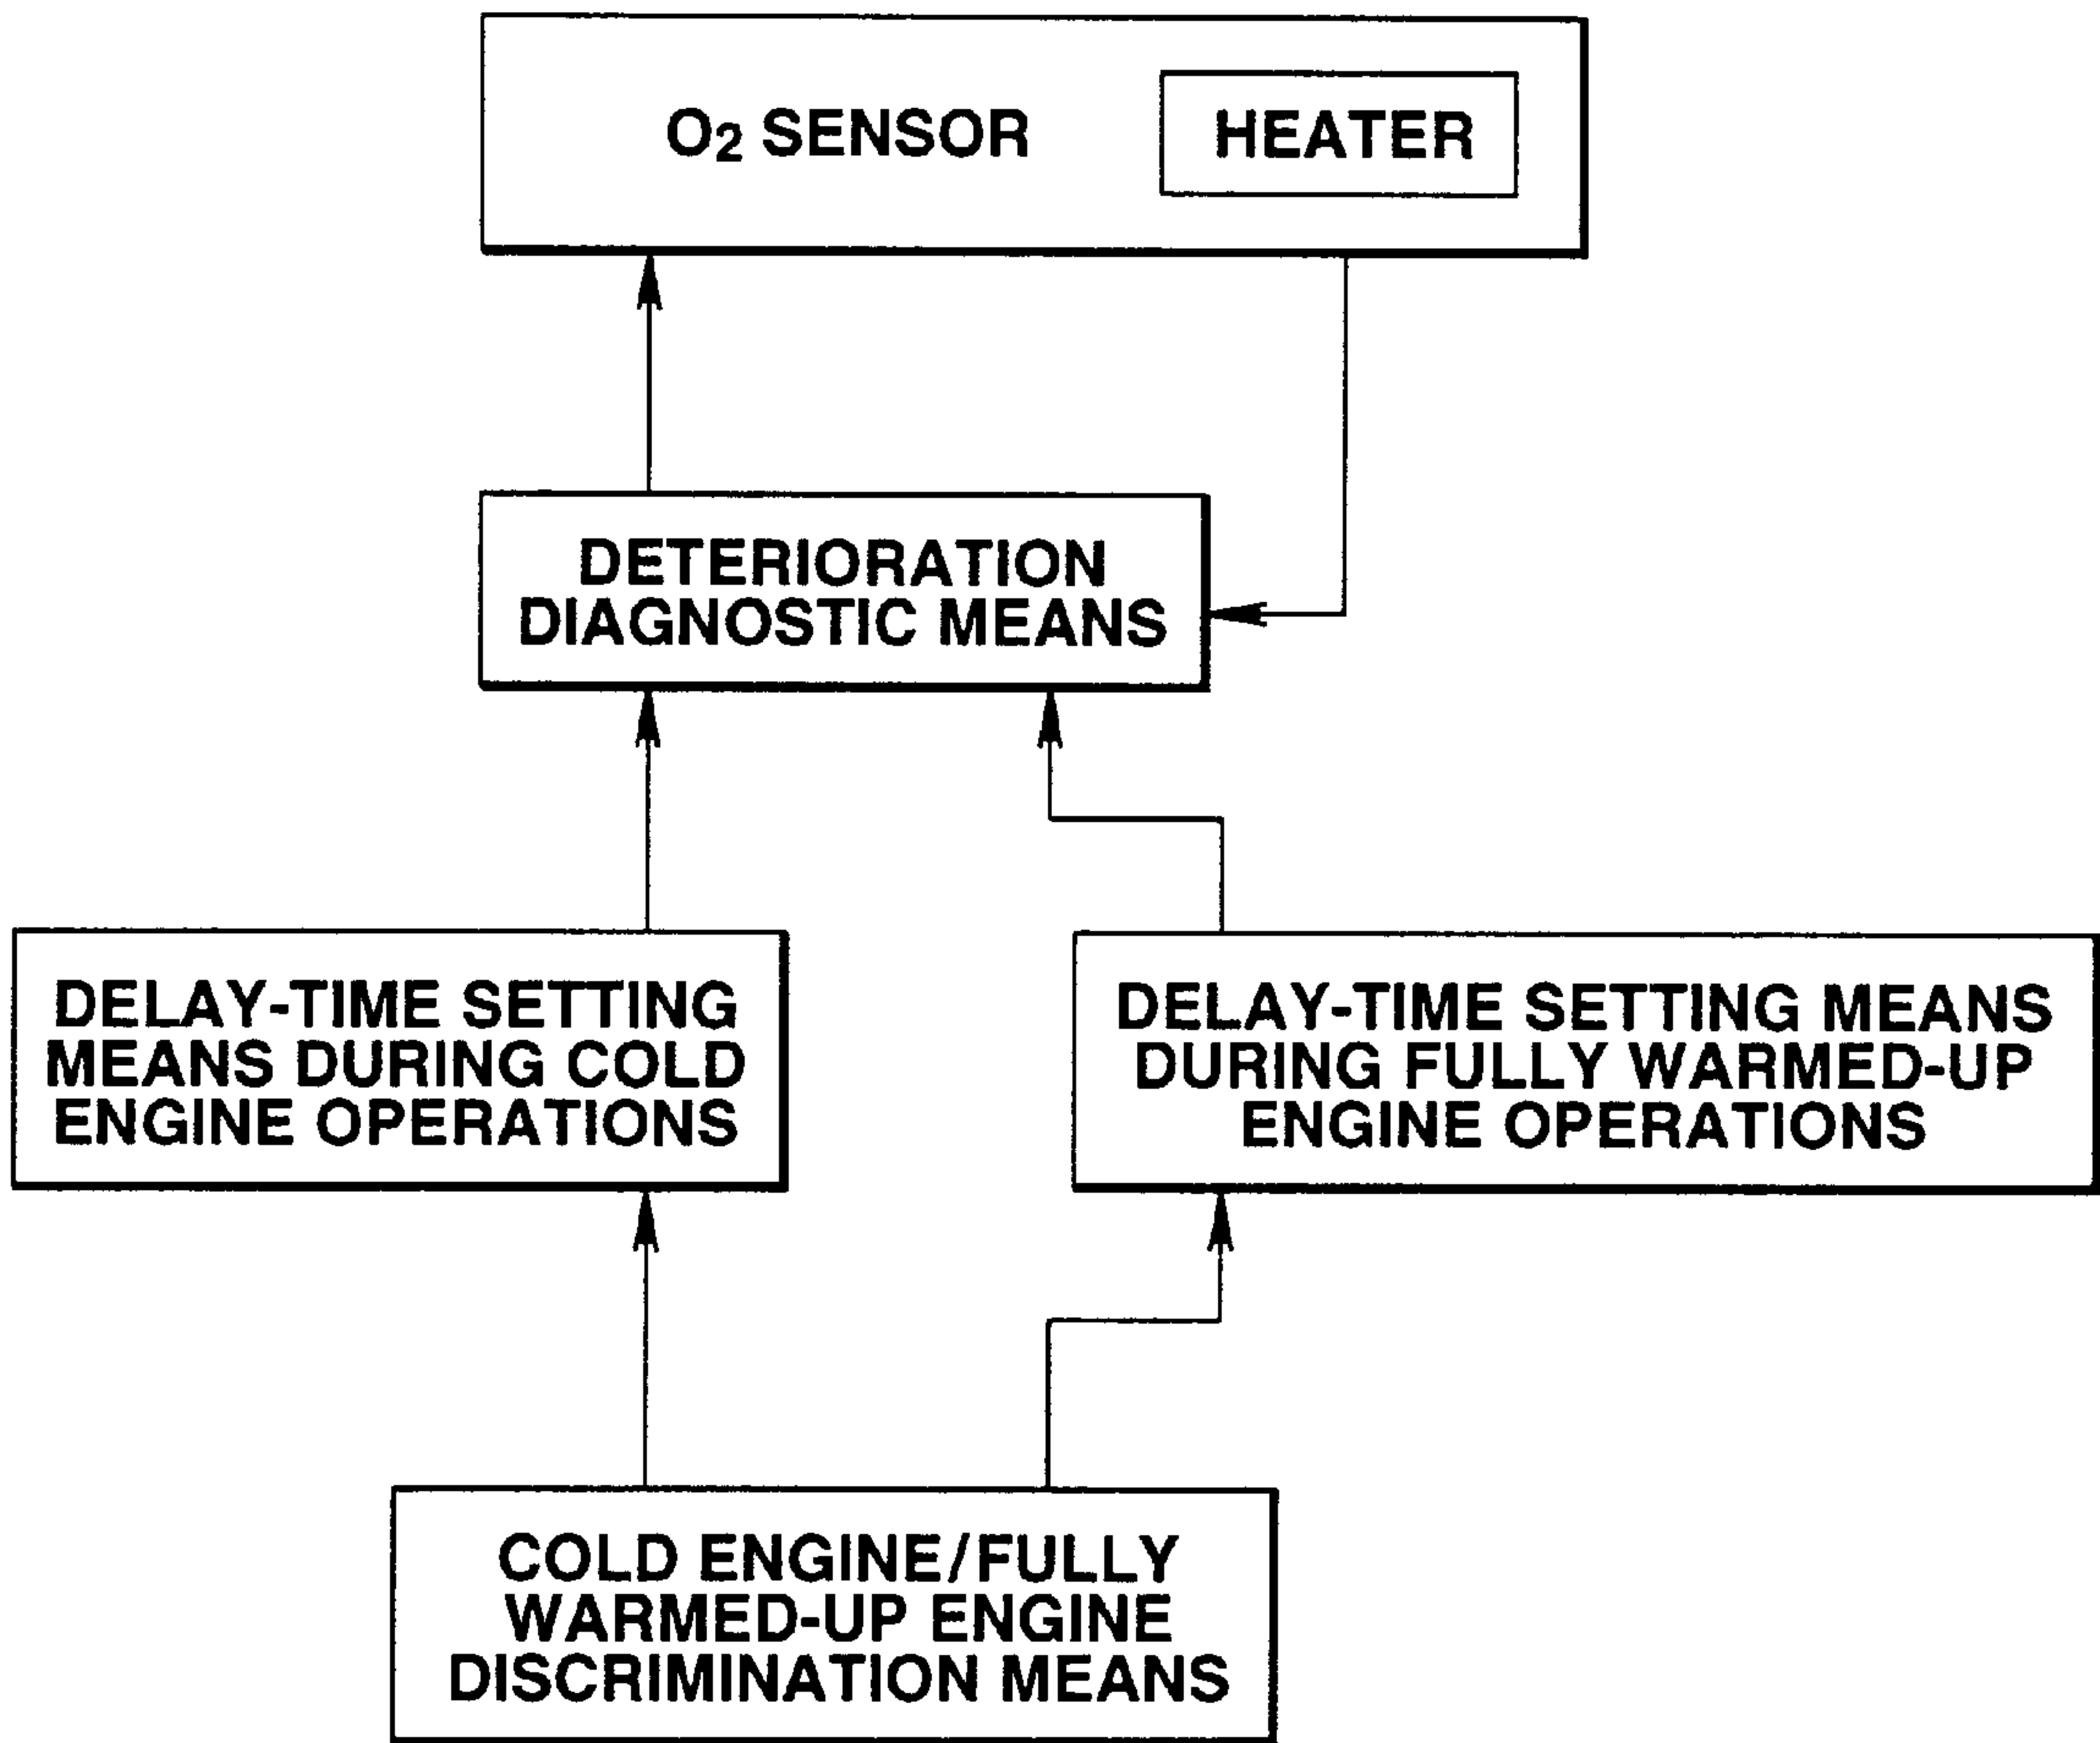 O₂ SENSOR HEATER
DETERIORATION
DIAGNOSTIC MEANS
DELAY-TIME SETTING
MEANS DURING COLD
ENGINE OPERATIONS
DELAY-TIME SETTING MEANS
DURING FULLY WARMED-UP
ENGINE OPERATIONS
COLD ENGINE/FULLY
WARMED-UP ENGINE
DISCRIMINATION MEANS